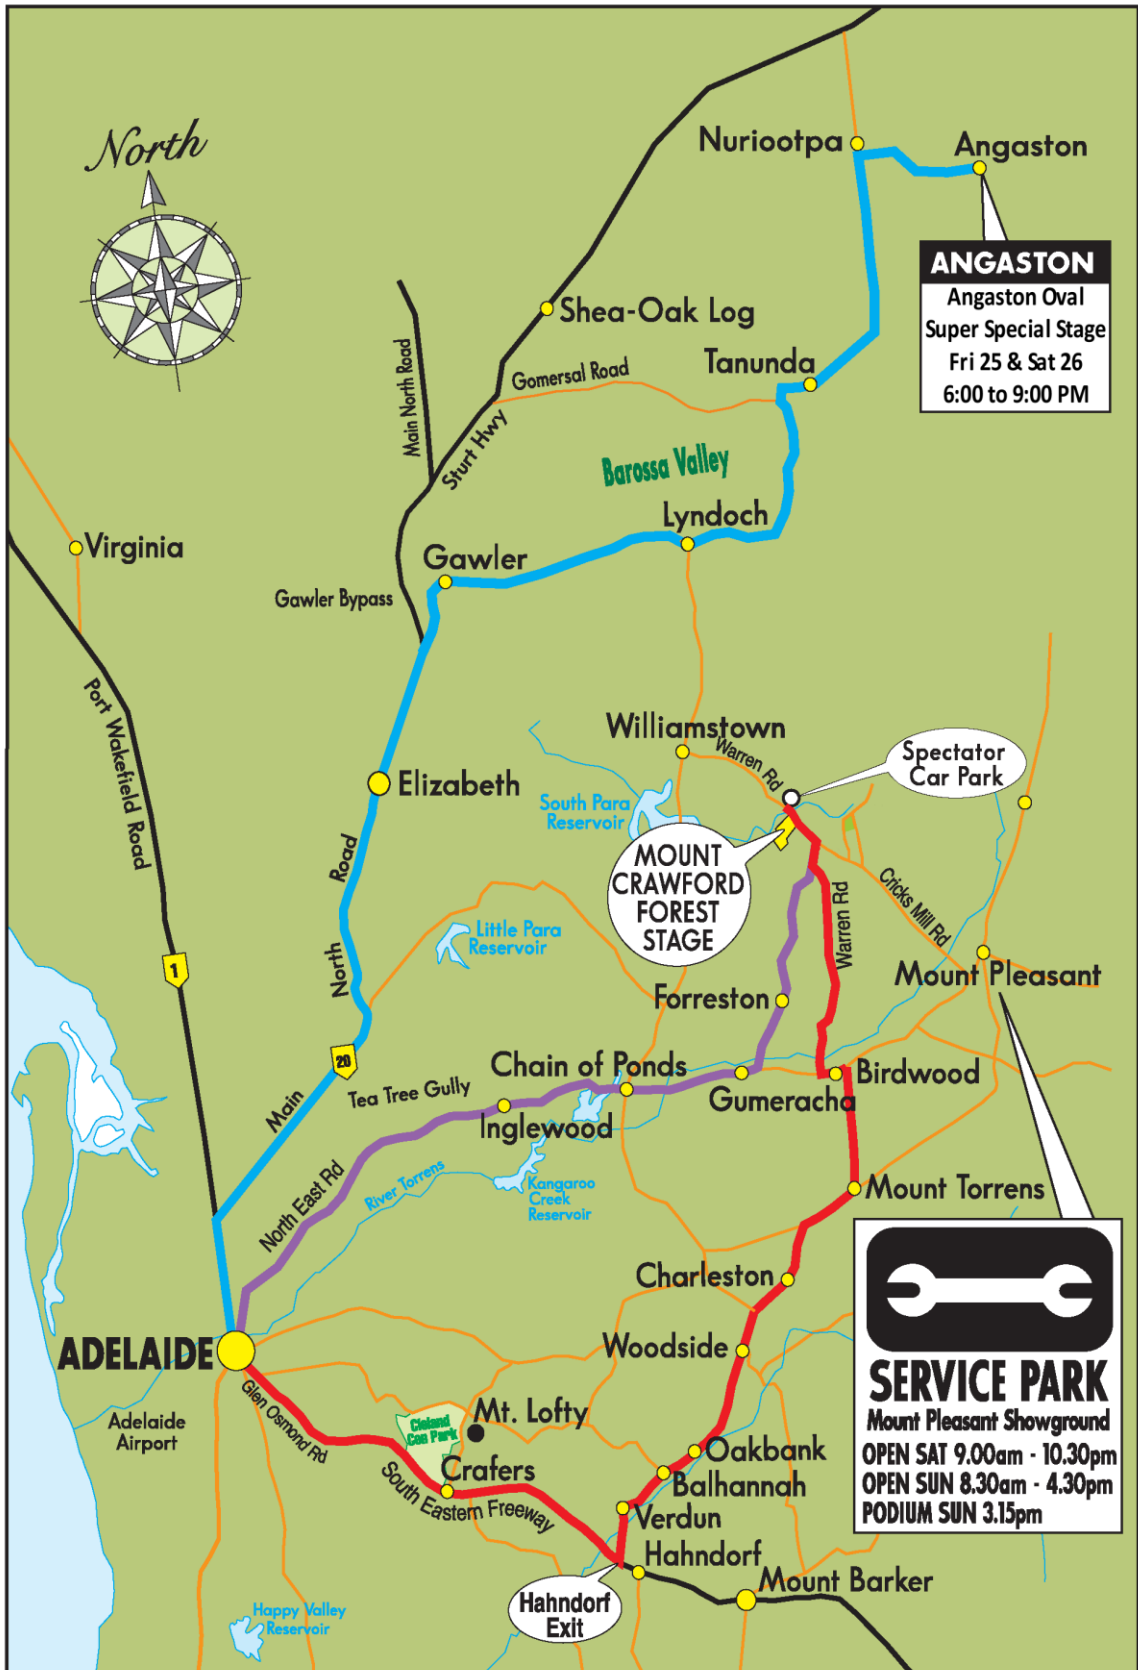 North
Nuriootpa
Angaston
ANGASTON
Angaston Oval
Super Special Stage
Fri 25 & Sat 26
6:00 to 9:00 PM
Shea-Oak Log
Main North Road
Gomersal Road
Tanunda
Sturt Hwy
Barossa Valley
Lyndoch
Virginia
Gawler
Gawler Bypass
Port Wakefield Road
Williamstown
Warren Rd
Spectator
Car Park
Elizabeth
South Para
Reservoir
MOUNT
CRAWFORD
FOREST
STAGE
Cricks Mill Rd
Warren Rd
Road
North
Main
Little Para
Reservoir
1
Mount Pleasant
Forreston
20
Chain of Ponds
Birdwood
Tea Tree Gully
Gumeracha
Inglewood
North East Rd
River Torrens
Kangaroo
Creek
Reservoir
Mount Torrens
Charleston
Woodside
ADELAIDE
SERVICE PARK
Mount Pleasant Showground
OPEN SAT 9.00am - 10.30pm
OPEN SUN 8.30am - 4.30pm
PODIUM SUN 3.15pm
Glen Osmond Rd
Adelaide
Airport
Cleland
Con Park
Mt. Lofty
Crafers
South Eastern Freeway
Oakbank
Balhannah
Verdun
Hahndorf
Mount Barker
Hahndorf
Exit
Happy Valley
Reservoir